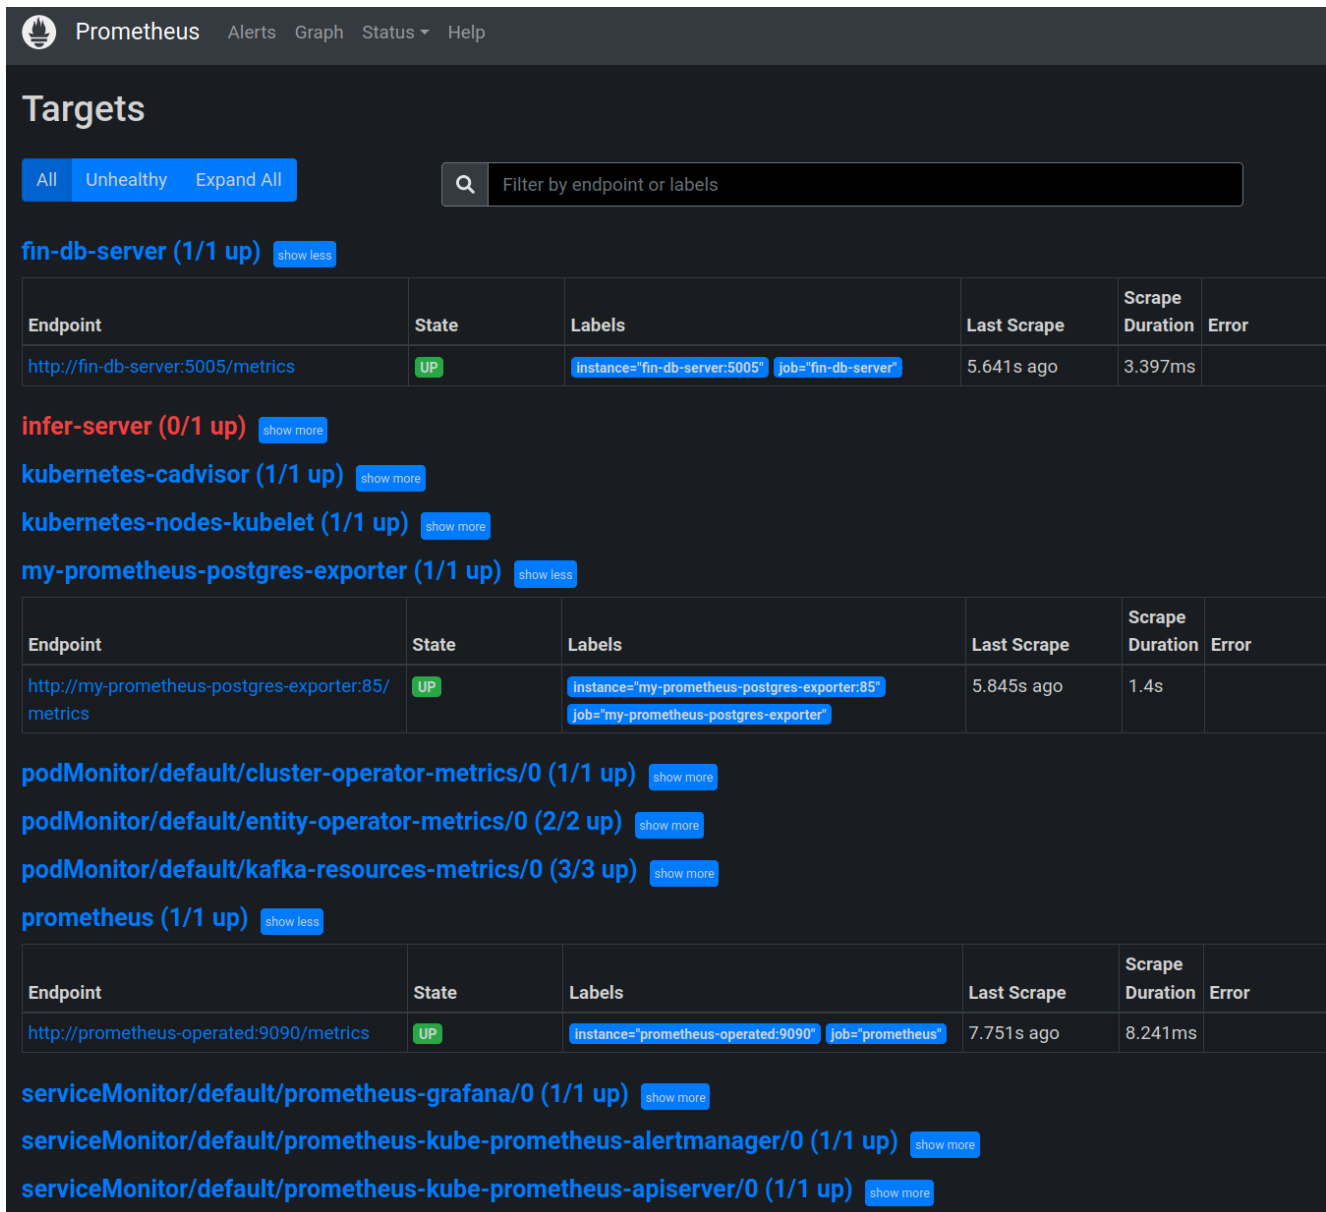 Prometheus Alerts Graph Status Help
Targets
All Unhealthy Expand All Filter by endpoint or labels
fin-db-server (1/1 up) show less
Endpoint State Labels Last Scrape Scrape Duration Error
http://fin-db-server:5005/metrics UP instance="fin-db-server:5005" job="fin-db-server" 5.641s ago 3.397ms
infer-server (0/1 up) show more
kubernetes-cadvisor (1/1 up) show more
kubernetes-nodes-kubelet (1/1 up) show more
my-prometheus-postgres-exporter (1/1 up) show less
Endpoint State Labels Last Scrape Scrape Duration Error
http://my-prometheus-postgres-exporter:85/ UP instance="my-prometheus-postgres-exporter:85" 5.845s ago 1.4s
metrics job="my-prometheus-postgres-exporter"
podMonitor/default/cluster-operator-metrics/0 (1/1 up) show more
podMonitor/default/entity-operator-metrics/0 (2/2 up) show more
podMonitor/default/kafka-resources-metrics/0 (3/3 up) show more
prometheus (1/1 up) show less
Endpoint State Labels Last Scrape Scrape Duration Error
http://prometheus-operated:9090/metrics UP instance="prometheus-operated:9090" job="prometheus" 7.751s ago 8.241ms
serviceMonitor/default/prometheus-grafana/0 (1/1 up) show more
serviceMonitor/default/prometheus-kube-prometheus-alertmanager/0 (1/1 up) show more
serviceMonitor/default/prometheus-kube-prometheus-apiserver/0 (1/1 up) show more